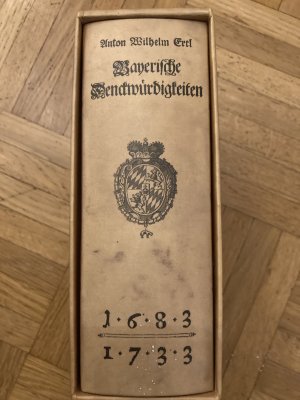 Anton Wilhelm Ertl
Bayerische
Denckwürdigkeiten
1·6·8·3
1·7·3·3